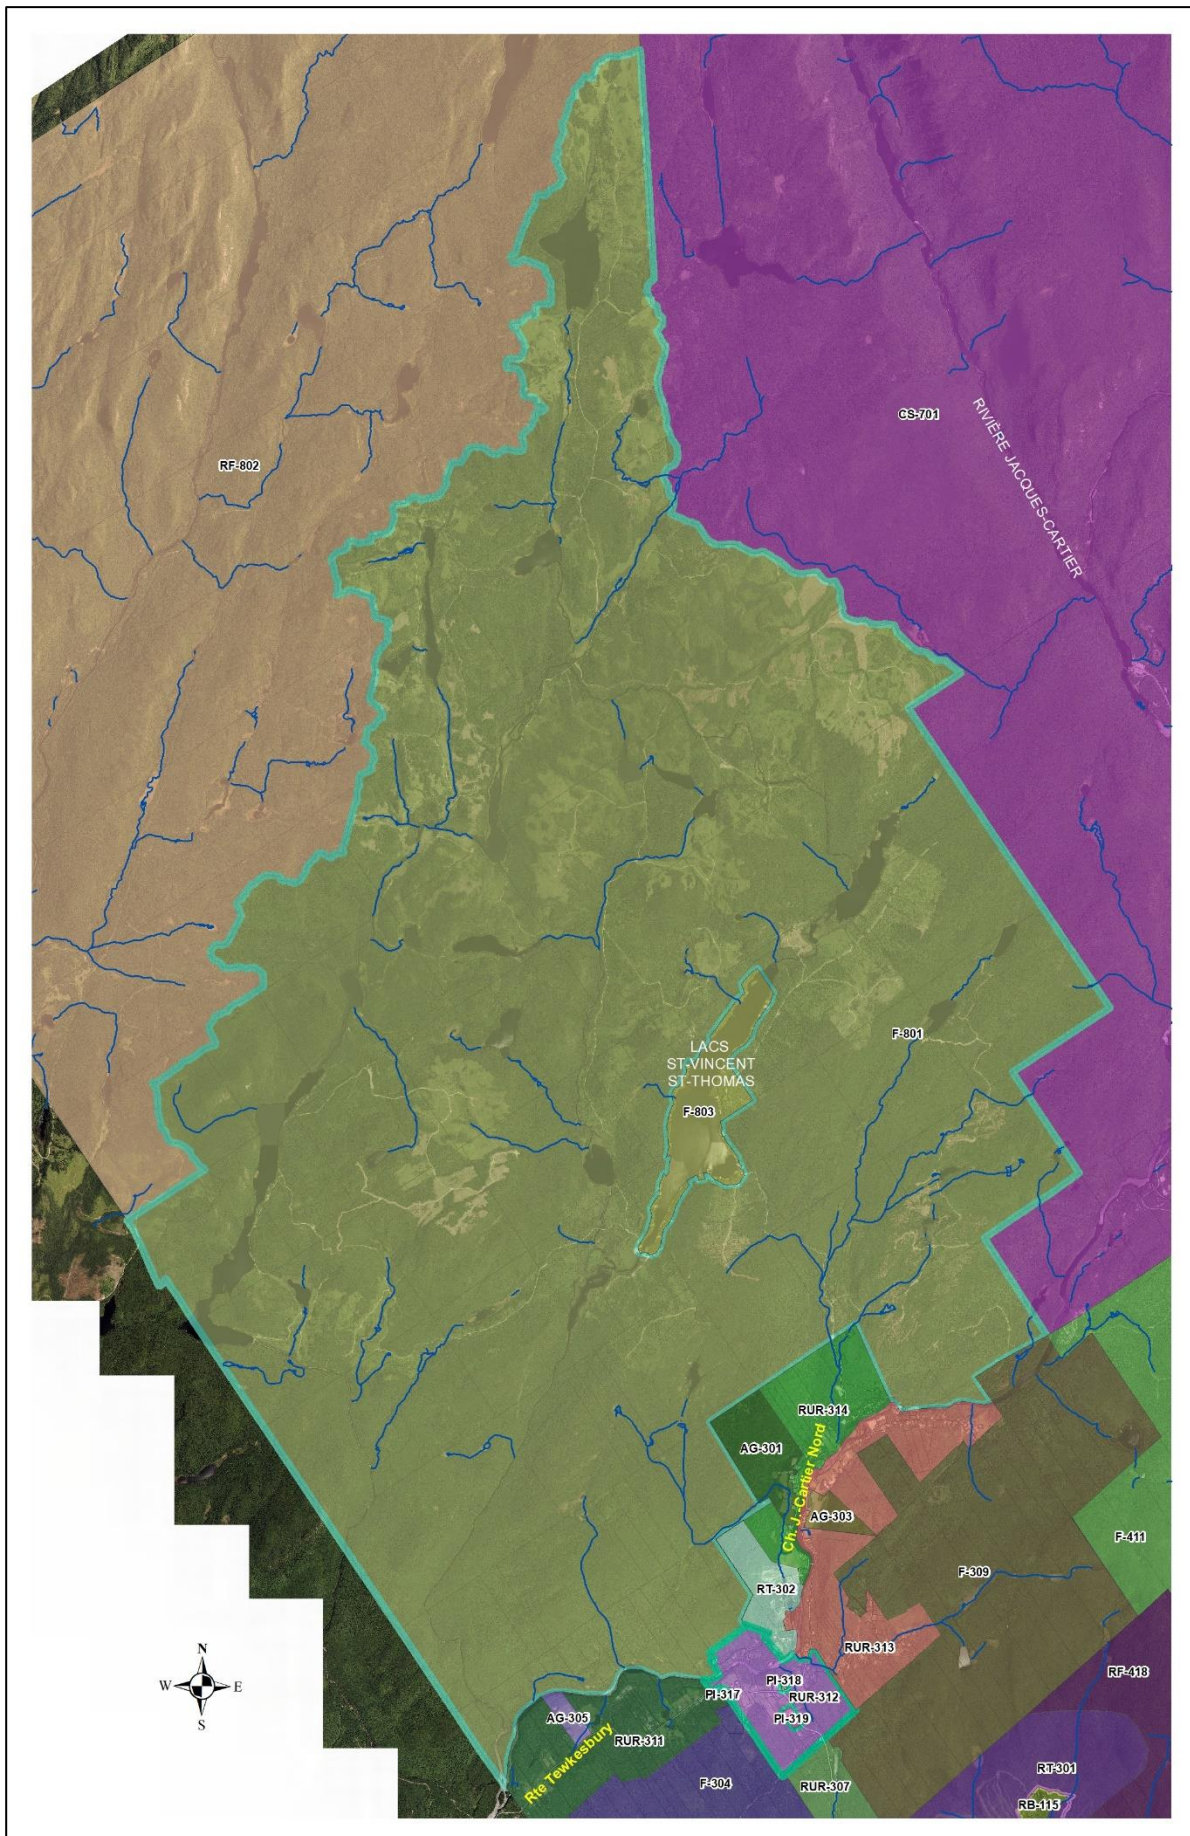 CS-701
RIVIÈRE JACQUES-CARTIER
RF-802
F-801
LACS
ST-VINCENT
ST-THOMAS
F-803
RUR-314
AG-301
Ch. J.-Cartier Nord
AG-303
F-411
F-309
RT-302
RUR-313
RF-418
N
W
E
S
PI-318
PI-317
RUR-312
AG-305
PI-319
RUR-311
Rte Tewkesbury
RT-301
F-304
RUR-307
RB-115